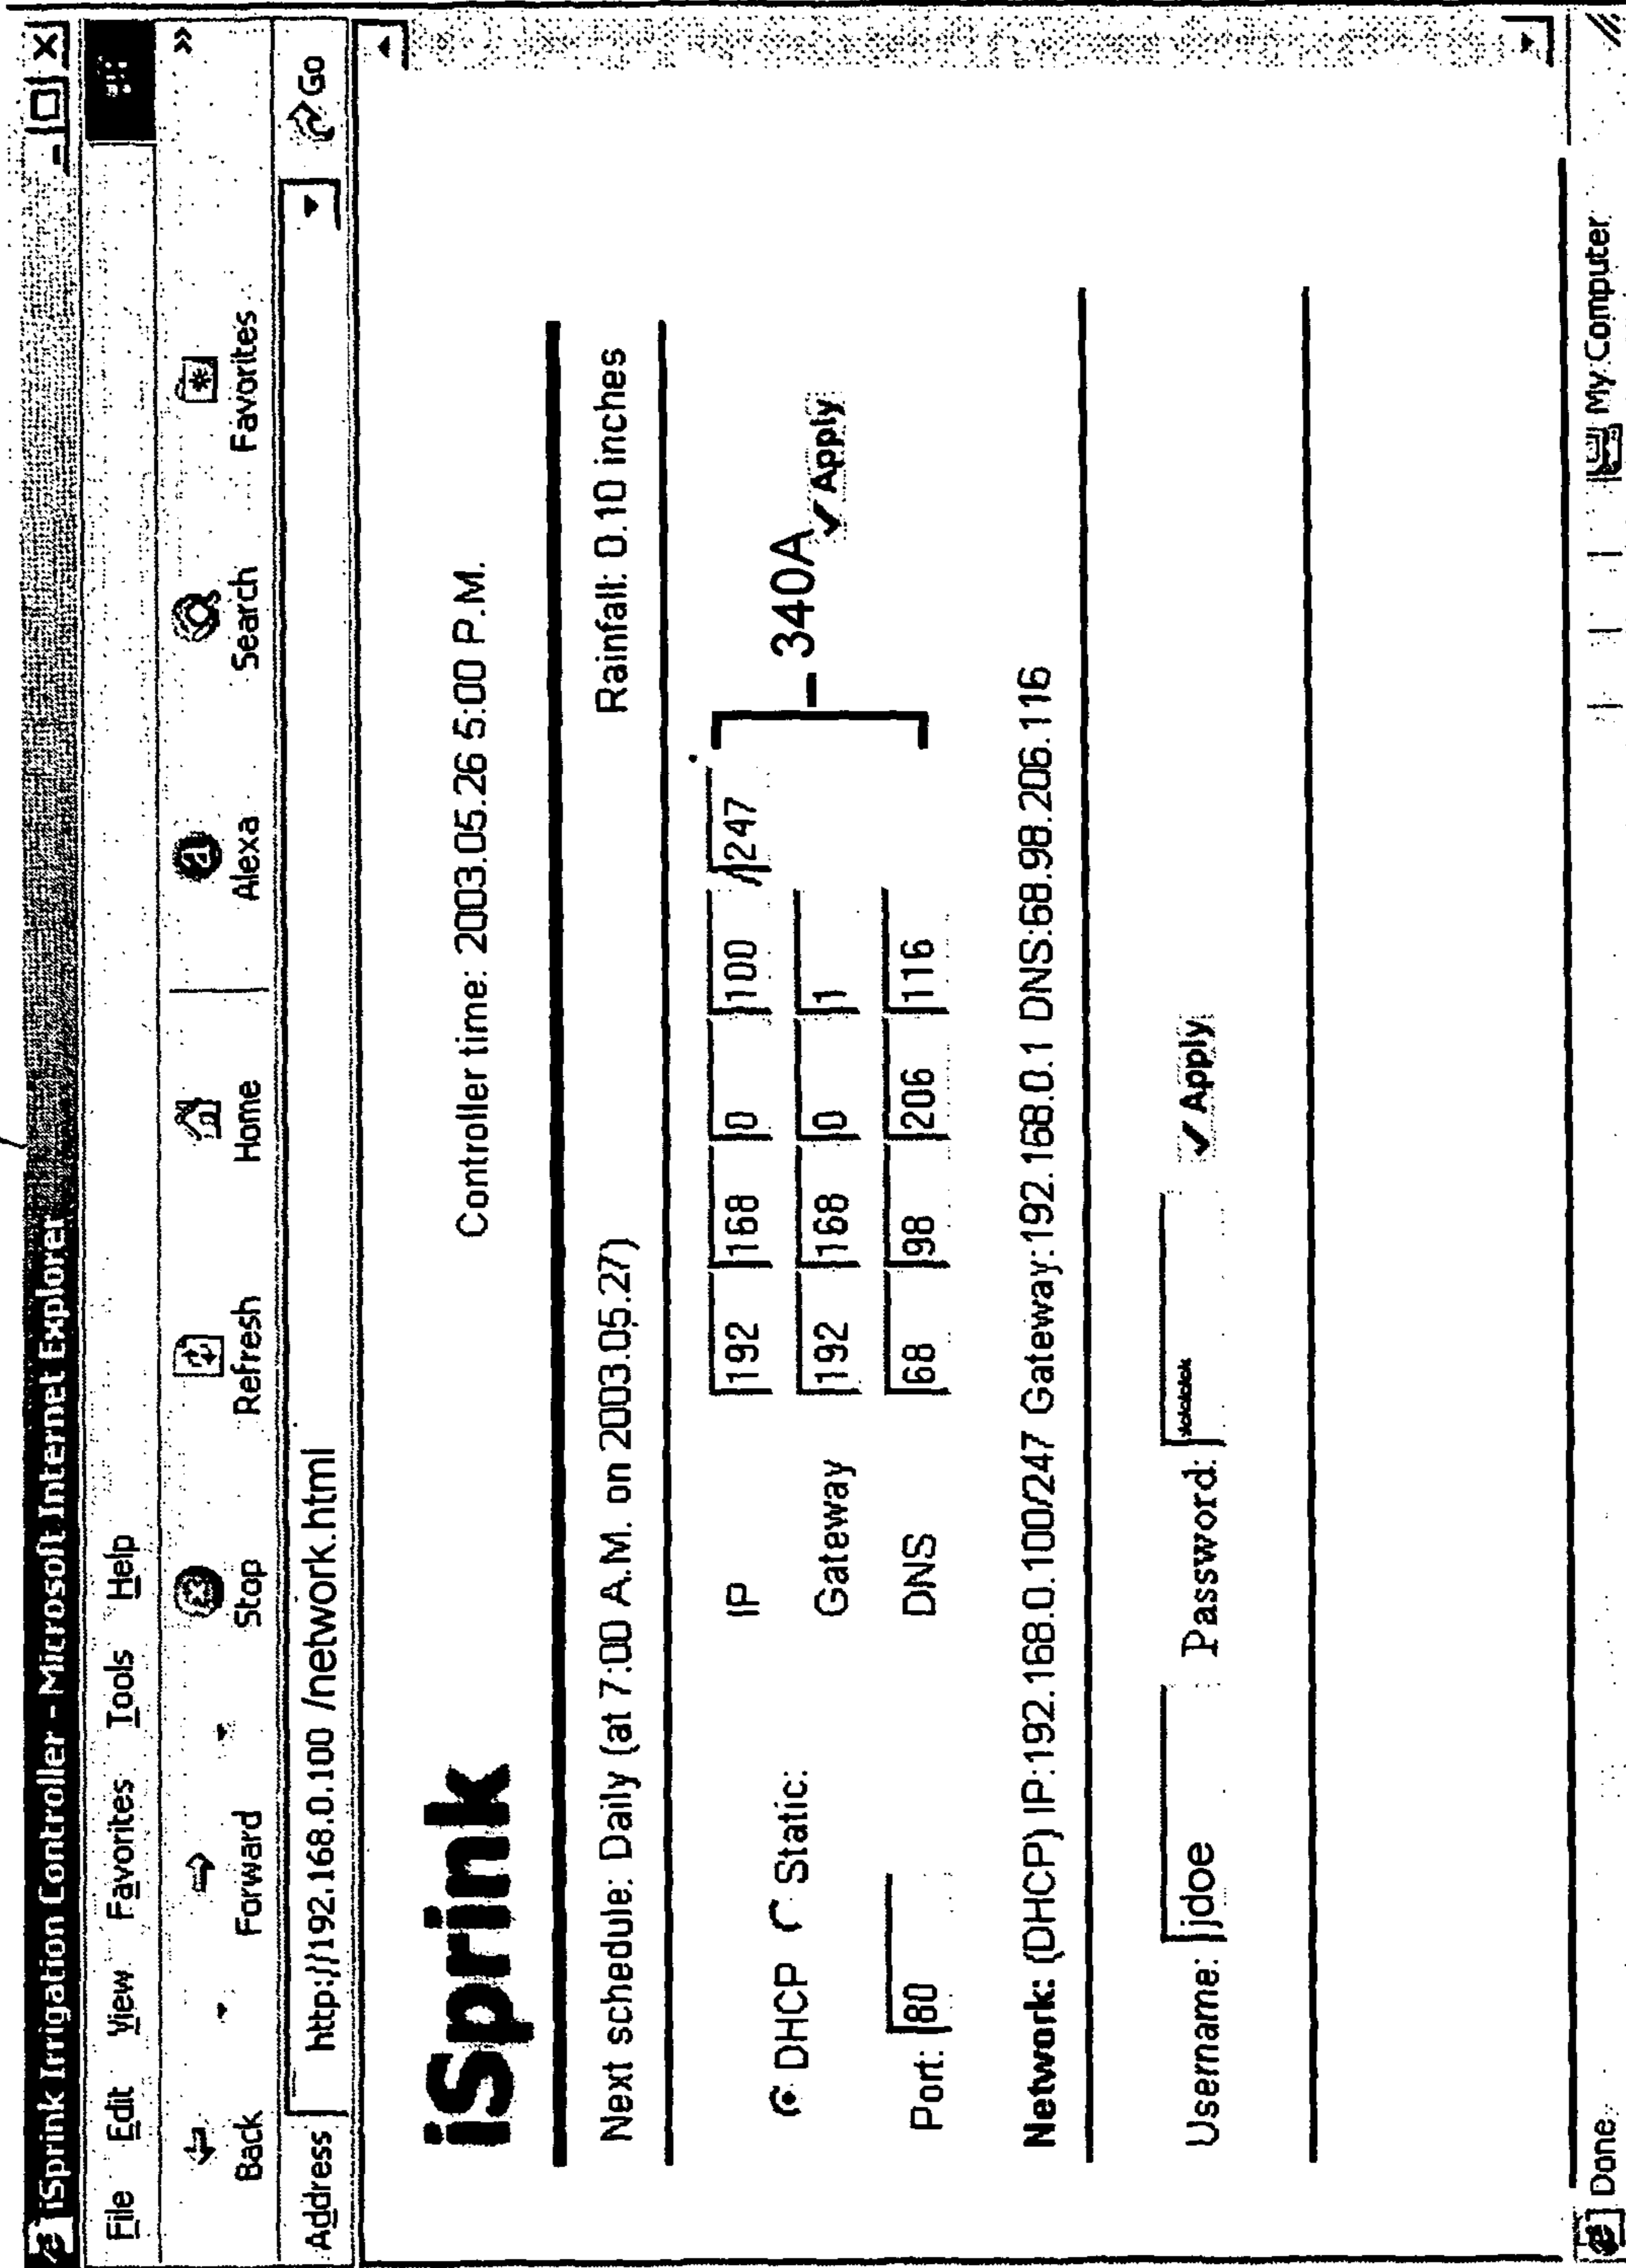 iSprink Irrigation Controller - Microsoft Internet Explorer
File Edit View Favorites Tools Help
Back Forward Stop Refresh Home Alexa Search Favorites »
Address http://192.168.0.100 /network.html Go
iSprink Controller time: 2003.05.26 5:00 P.M.
Next schedule: Daily (at 7:00 A.M. on 2003.05.27) Rainfall: 0.10 inches
IP 192 168 0 100 / 247
DHCP Static: Gateway 192 168 0 1 340A Apply
Port: 80 DNS 68 98 206 116
Network: (DHCP) IP:192.168.0.100/247 Gateway:192.168.0.1 DNS:68.98.206.116
Username: jdoe Password: ****** Apply
Done My Computer